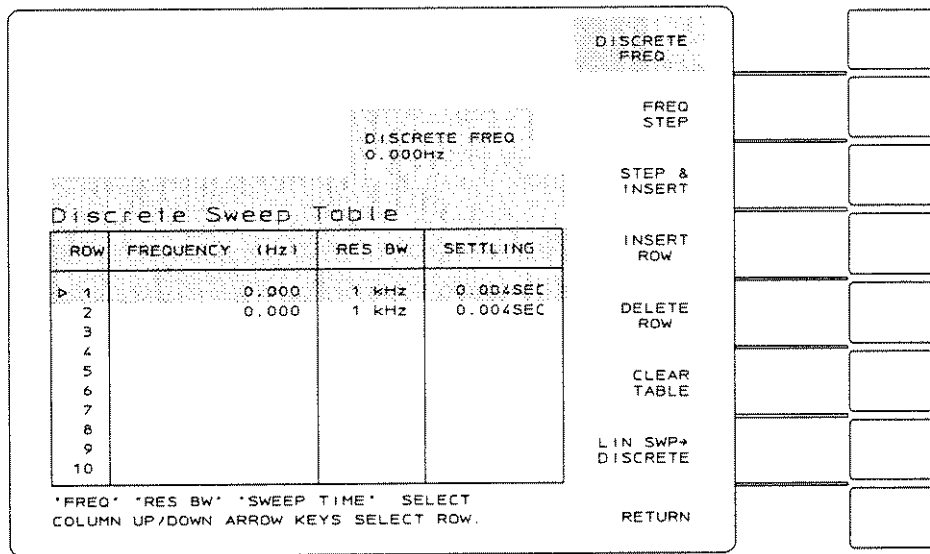 DISCRETE FREQ
0.000Hz
Discrete Sweep Table
ROW FREQUENCY (Hz) RES BW SETTLING
1 0.000 1 kHz 0.004SEC
2 0.000 1 kHz 0.004SEC
3
4
5
6
7
8
9
10
"FREQ" "RES BW" "SWEEP TIME" SELECT
COLUMN UP/DOWN ARROW KEYS SELECT ROW.
DISCRETE
FREQ
FREQ
STEP
STEP &
INSERT
INSERT
ROW
DELETE
ROW
CLEAR
TABLE
LIN SWP→
DISCRETE
RETURN